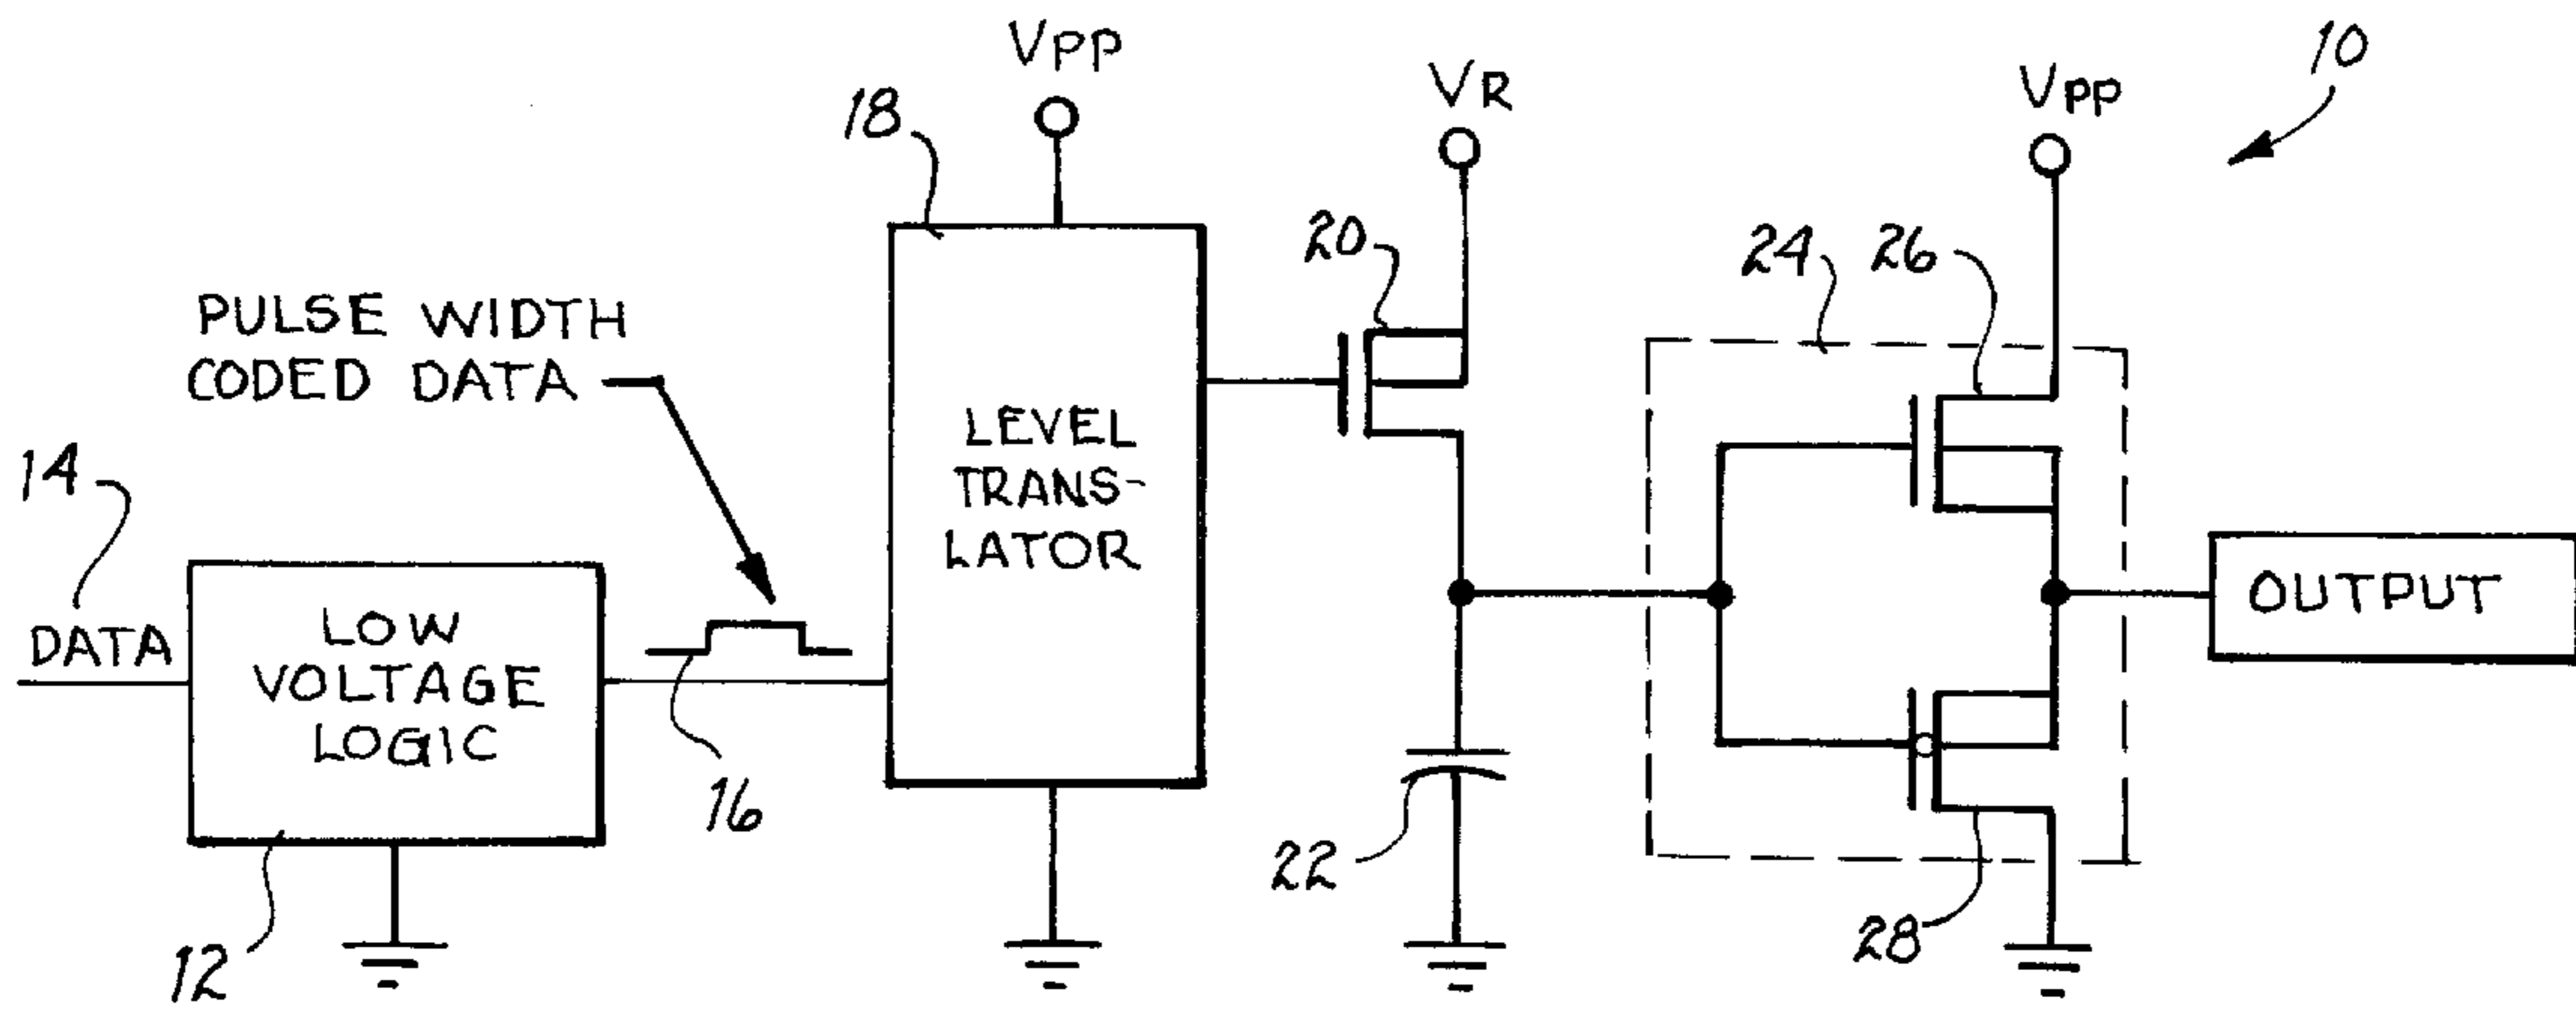 VPP
VR
VPP
10
18
20
24
26
PULSE WIDTH
CODED DATA
14
DATA
LOW
VOLTAGE
LOGIC
16
LEVEL
TRANS-
LATOR
OUTPUT
12
22
28